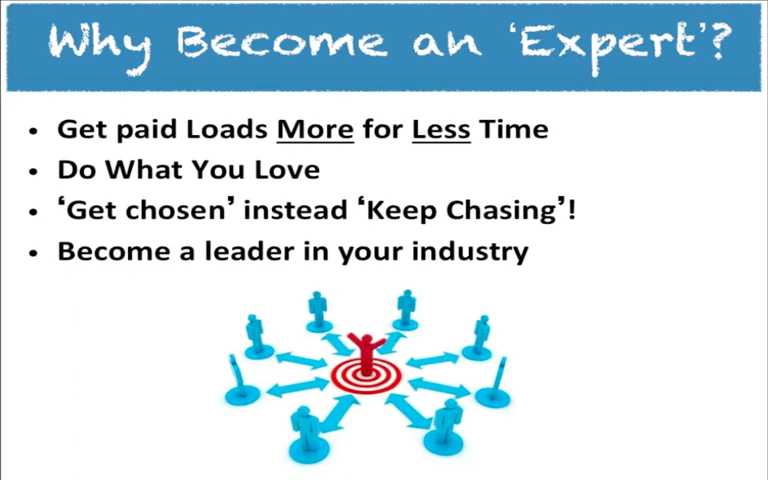 Why Become an ‘Expert’?
• Get paid Loads More for Less Time
• Do What You Love
• ‘Get chosen’ instead ‘Keep Chasing’!
• Become a leader in your industry